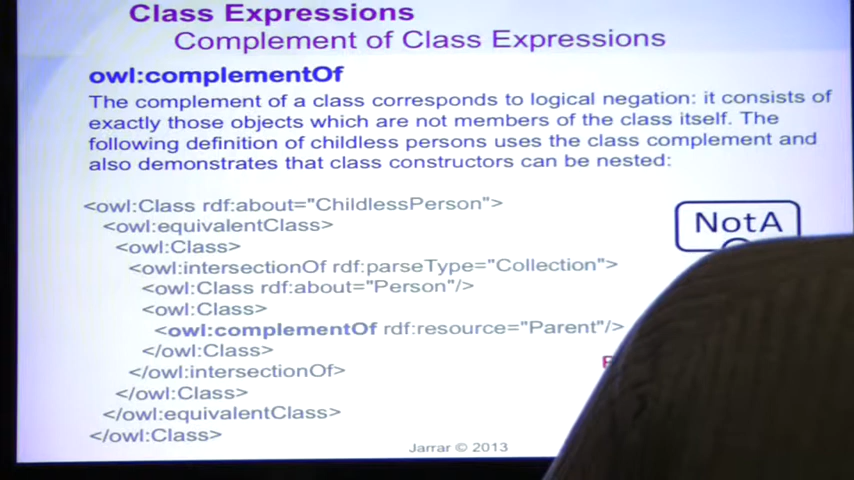 Class Expressions
Complement of Class Expressions
owl:complementOf
The complement of a class corresponds to logical negation: it consists of
exactly those objects which are not members of the class itself. The
following definition of childless persons uses the class complement and
also demonstrates that class constructors can be nested:
<owl:Class rdf:about="ChildlessPerson">
<owl:equivalentClass>
<owl:Class>
<owl:intersectionOf rdf:parseType="Collection">
<owl:Class rdf:about="Person"/>
<owl:Class>
<owl:complementOf rdf:resource="Parent"/>
</owl:Class>
</owl:intersectionOf>
</owl:Class>
</owl:equivalentClass>
</owl:Class>
NotA
Jarrar © 2013